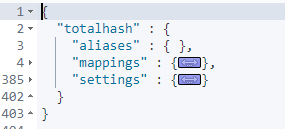 1 {
2 "totalhash" : {
3 "aliases" : { },
4 "mappings" : {},
385 "settings" : {}
402 }
403 }